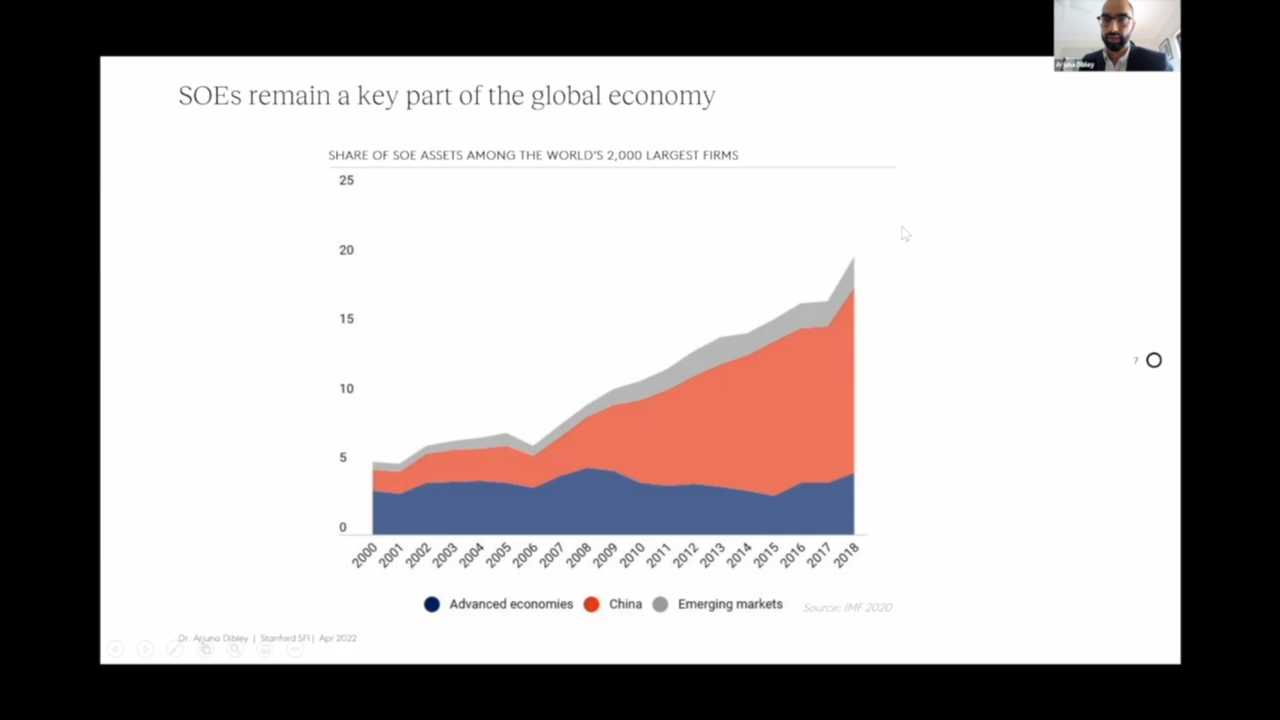 Arjuna Dibley
SOEs remain a key part of the global economy
SHARE OF SOE ASSETS AMONG THE WORLD'S 2,000 LARGEST FIRMS
25
20
15
10
5
0
2000 2001 2002 2003 2004 2005 2006 2007 2008 2009 2010 2011 2012 2013 2014 2015 2016 2017 2018
Advanced economies China Emerging markets
Source: IMF 2020
7
Dr. Arjuna Dibley | Stanford SFI | Apr 2022